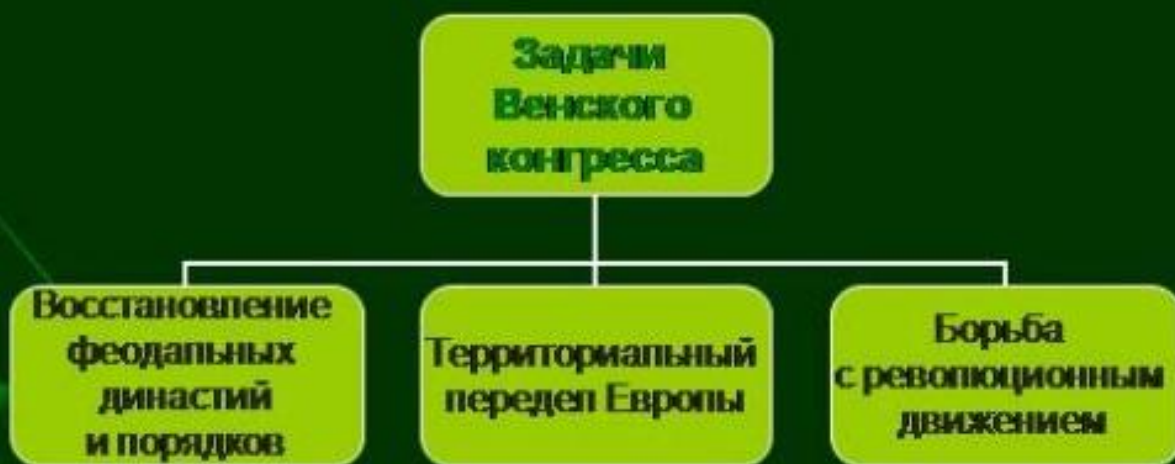 Задачи
Венского
конгресса
Восстановление
феодальных
династий
и порядков
Территориальный
передел Европы
Борьба
с революционным
движением